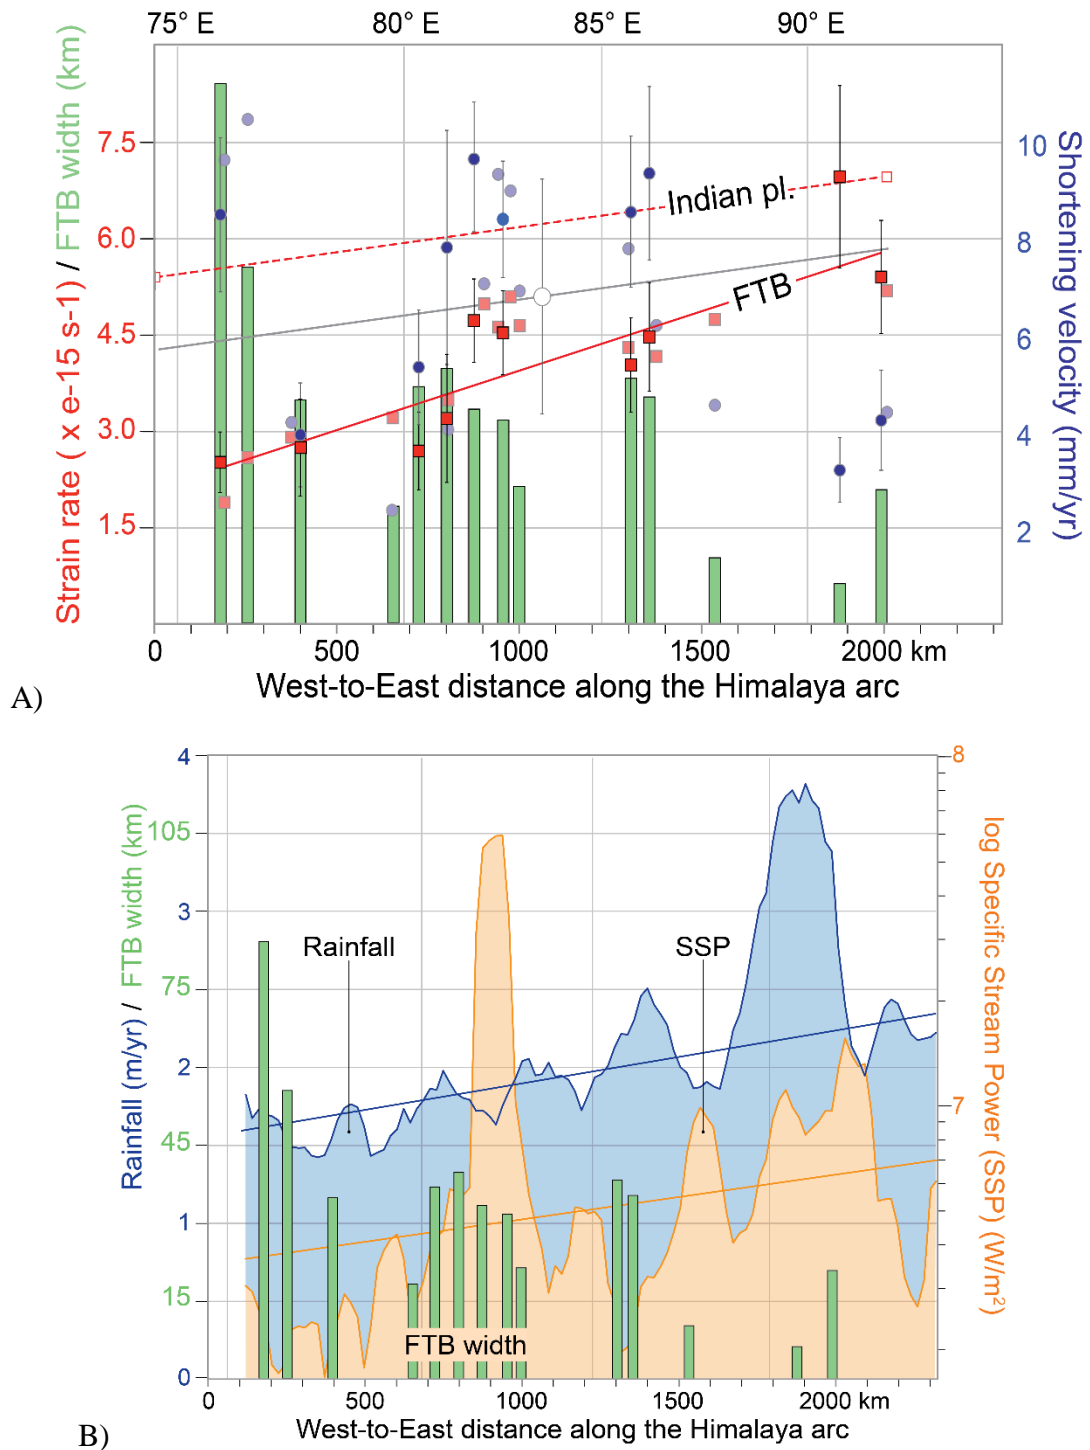 75° E 80° E 85° E 90° E
Strain rate ( x e-15 s-1) / FTB width (km)
7.5
6.0
4.5
3.0
1.5
Indian pl.
FTB
10
8
6
4
2
Shortening velocity (mm/yr)
0 500 1000 1500 2000 km
West-to-East distance along the Himalaya arc
A)
Rainfall (m/yr) / FTB width (km)
4
105
3
75
2
45
1
15
0
Rainfall
SSP
FTB width
-8
7
log Specific Stream Power (SSP) (W/m²)
0 500 1000 1500 2000 km
West-to-East distance along the Himalaya arc
B)